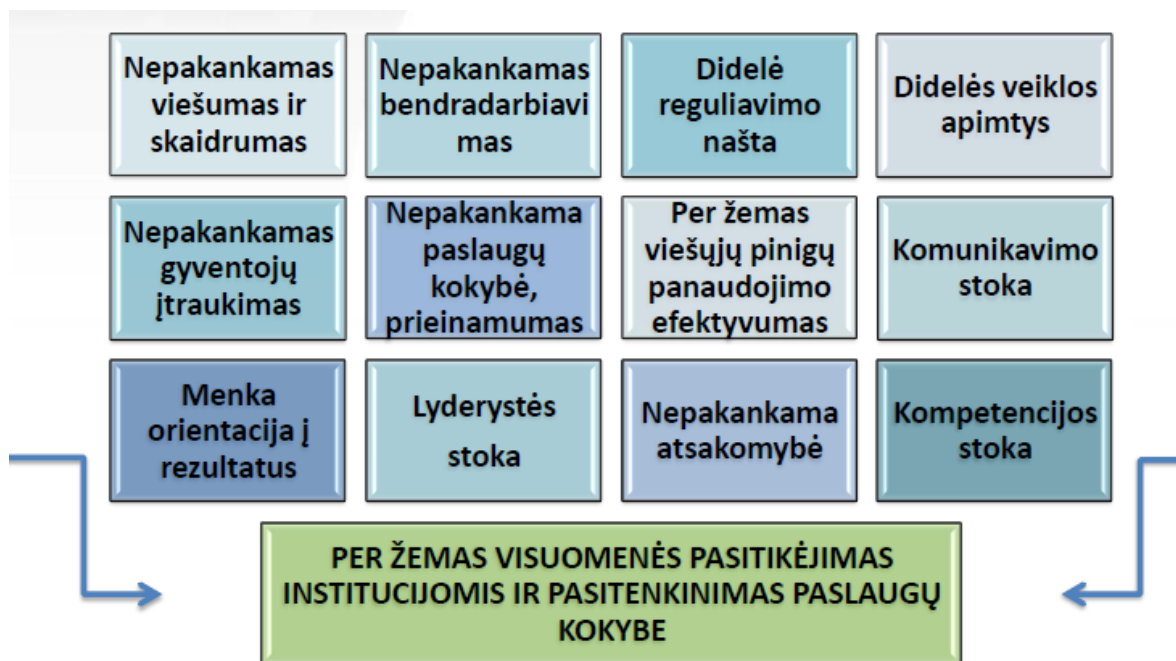 Nepakankamas
viešumas ir
skaidrumas
Nepakankamas
bendradarbiavi
mas
Didelė
reguliavimo
našta
Didelės veiklos
apimtys
Nepakankamas
gyventojų
įtraukimas
Nepakankama
paslaugų
kokybė,
prieinamumas
Per žemas
viešųjų pinigų
panaudojimo
efektyvumas
Komunikavimo
stoka
Menka
orientacija į
rezultatus
Lyderystės
stoka
Nepakankama
atsakomybė
Kompetencijos
stoka
PER ŽEMAS VISUOMENĖS PASITIKĖJIMAS
INSTITUCIJOMIS IR PASITENKINIMAS PASLAUGŲ
KOKYBE